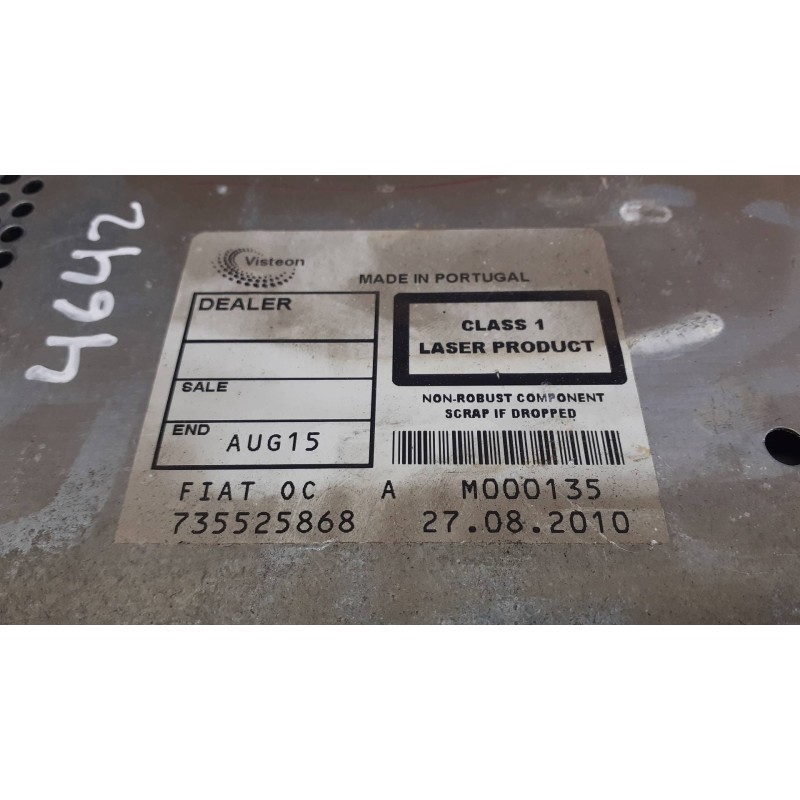 4642
Visteon
MADE IN PORTUGAL
DEALER
SALE
END AUG15
CLASS 1
LASER PRODUCT
NON-ROBUST COMPONENT
SCRAP IF DROPPED
FIAT OC A M000135
735525868 27.08.2010